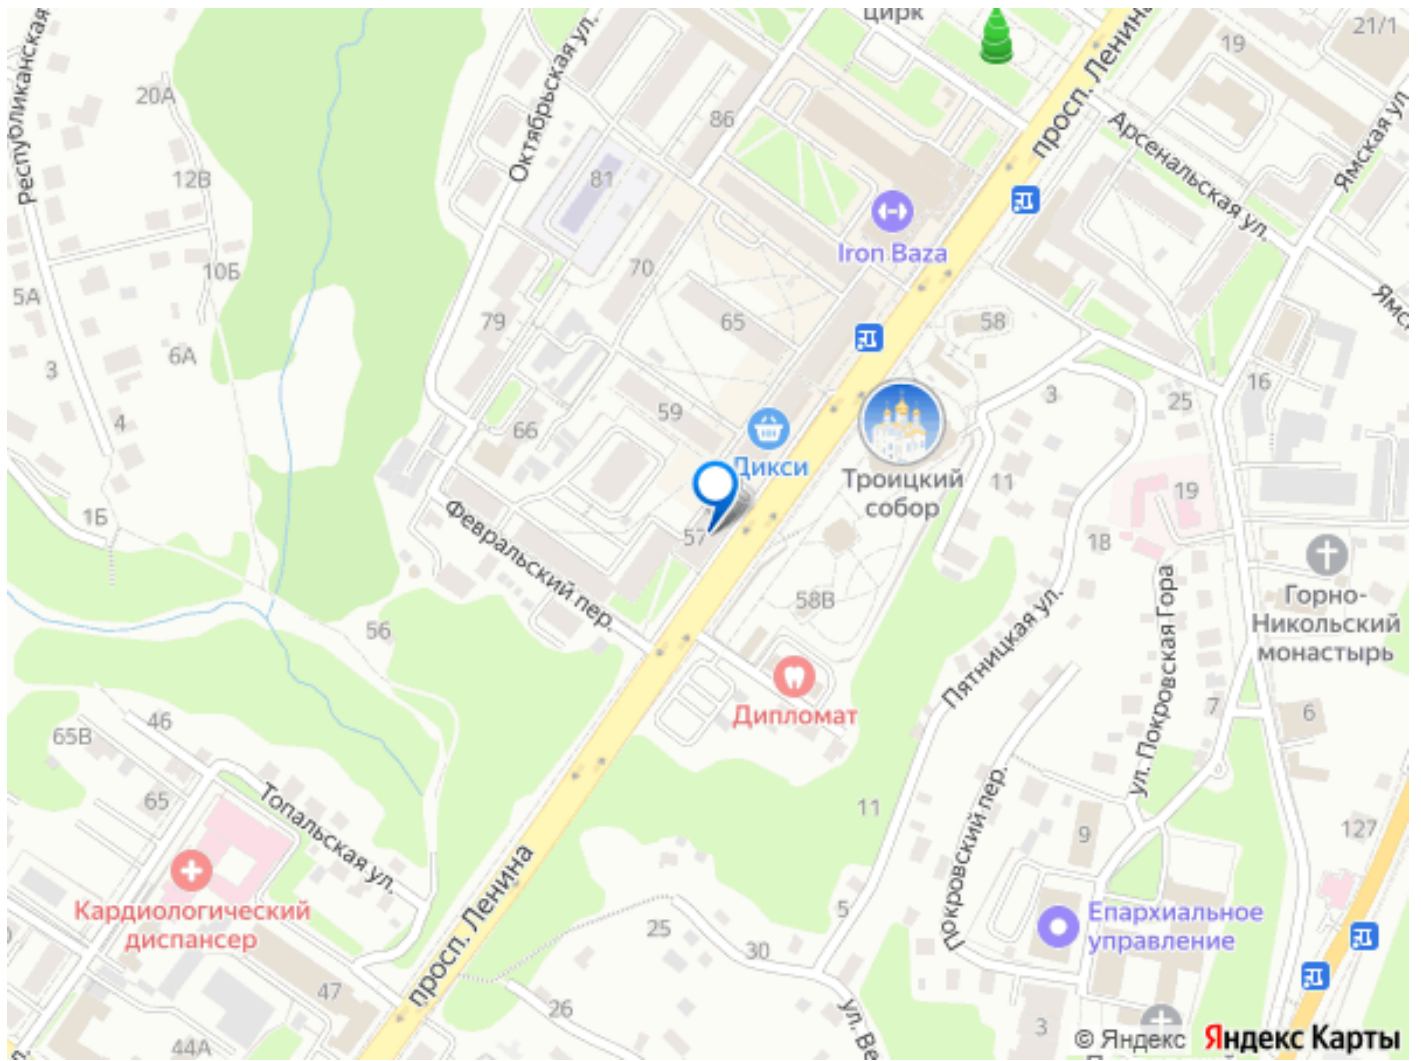 цирк
21/1
19
просп. Ленина
Республиканская
20А
Октябрьская ул.
86
Арсенальская ул.
Ямская ул.
12В
81
Iron Baza
10Б
70
5А
79
65
58
6А
3
59
3
16
25
4
66
Дикси
Троицкий
собор
11
19
1Б
Февральский пер.
57
18
58В
Горно-
Никольский
монастырь
56
Пятницкая ул.
ул. Покровская Гора
46
65В
Дипломат
7
6
65
Топальская ул.
11
9
127
Кардиологический
диспансер
просп. Ленина
5
Покровский пер.
Епархиальное
управление
25
30
47
26
3
44А
© Яндекс
Яндекс Карты